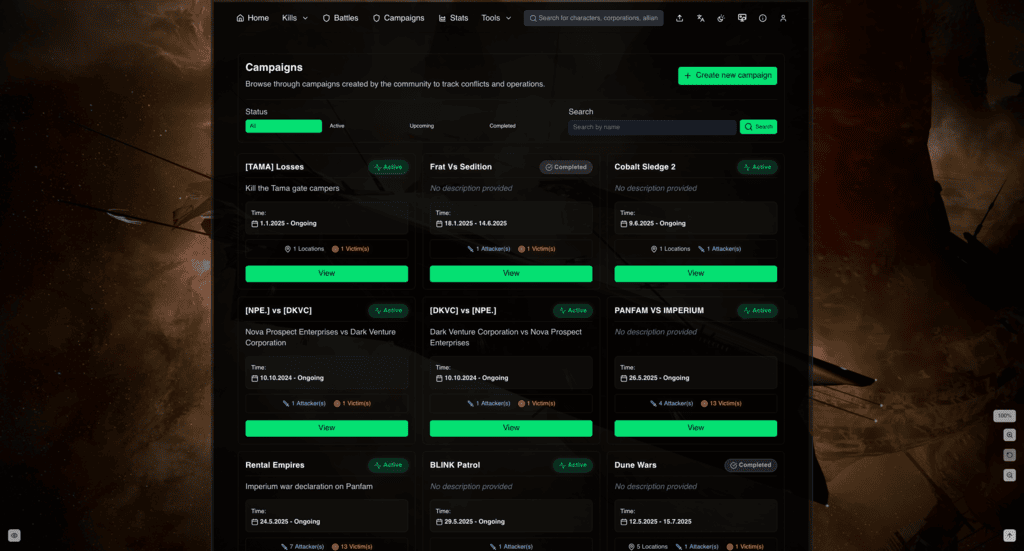 Home Kills Battles Campaigns Stats Tools Search for characters, corporations, allian
Campaigns
Browse through campaigns created by the community to track conflicts and operations.
+ Create new campaign
Status
All Active Upcoming Completed
Search
Search by name Search
[TAMA] Losses Active
Kill the Tama gate campers
Time:
1.1.2025 - Ongoing
1 Locations 1 Victim(s)
View
Frat Vs Sedition Completed
No description provided
Time:
18.1.2025 - 14.6.2025
1 Attacker(s) 1 Victim(s)
View
Cobalt Sledge 2 Active
No description provided
Time:
9.6.2025 - Ongoing
1 Locations 1 Attacker(s)
View
[NPE.] vs [DKVC] Active
Nova Prospect Enterprises vs Dark Venture
Corporation
Time:
10.10.2024 - Ongoing
1 Attacker(s) 1 Victim(s)
View
[DKVC] vs [NPE.] Active
Dark Venture Corporation vs Nova Prospect
Enterprises
Time:
10.10.2024 - Ongoing
1 Attacker(s) 1 Victim(s)
View
PANFAM VS IMPERIUM Active
No description provided
Time:
26.5.2025 - Ongoing
4 Attacker(s) 13 Victim(s)
View
Rental Empires Active
Imperium war declaration on Panfam
Time:
24.5.2025 - Ongoing
7 Attacker(s) 13 Victim(s)
BLINK Patrol Active
No description provided
Time:
29.5.2025 - Ongoing
1 Attacker(s)
Dune Wars Completed
No description provided
Time:
12.5.2025 - 15.7.2025
5 Locations 1 Attacker(s) 1 Victim(s)
100%